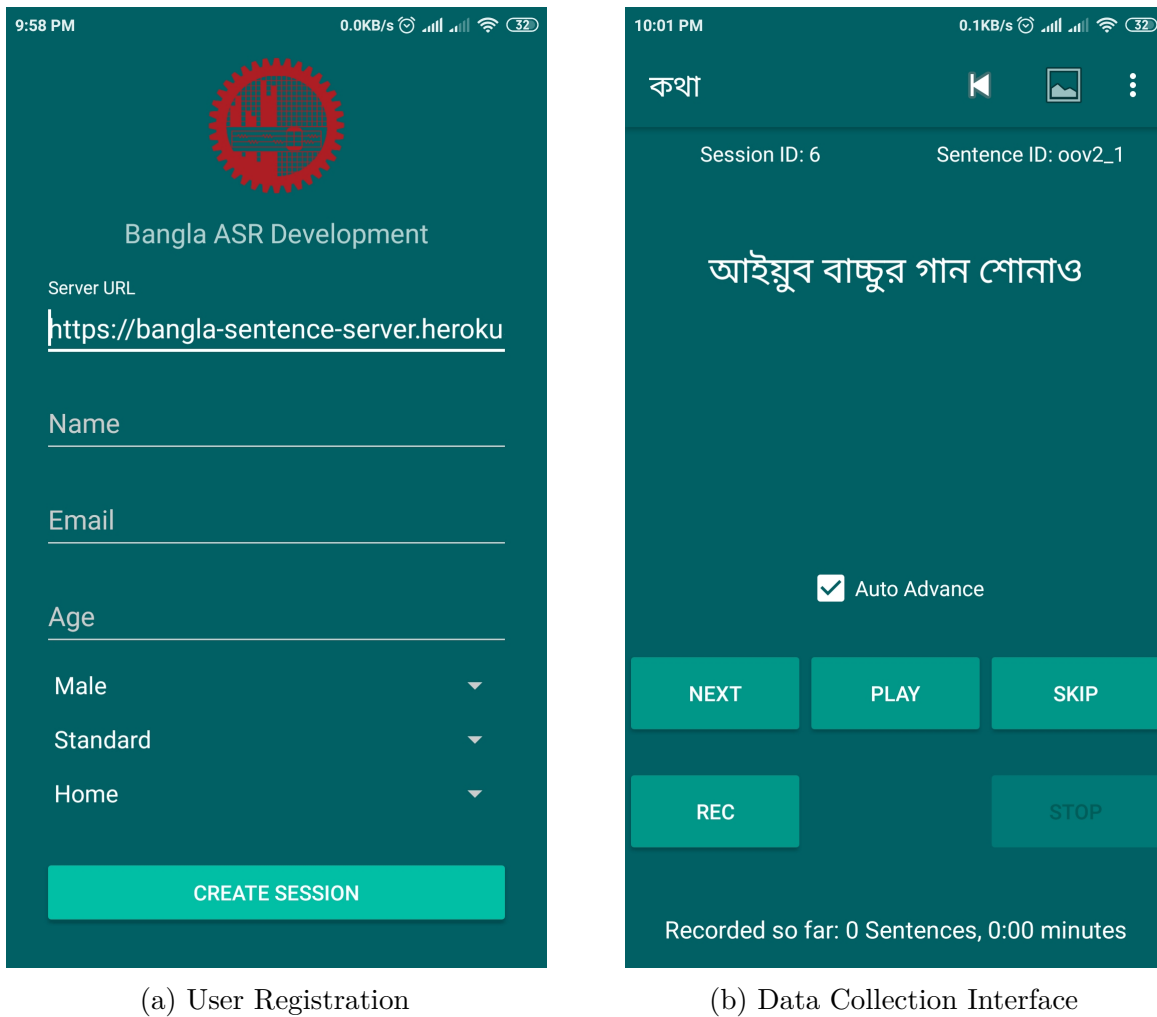 9:58 PM 0.0KB/s 32
Bangla ASR Development
Server URL
https://bangla-sentence-server.heroku
Name
Email
Age
Male
Standard
Home
CREATE SESSION
(a) User Registration
10:01 PM 0.1KB/s 32
কথা
Session ID: 6 Sentence ID: oov2_1
আইয়ুব বাচ্চুর গান শোনাও
Auto Advance
NEXT PLAY SKIP
REC STOP
Recorded so far: 0 Sentences, 0:00 minutes
(b) Data Collection Interface